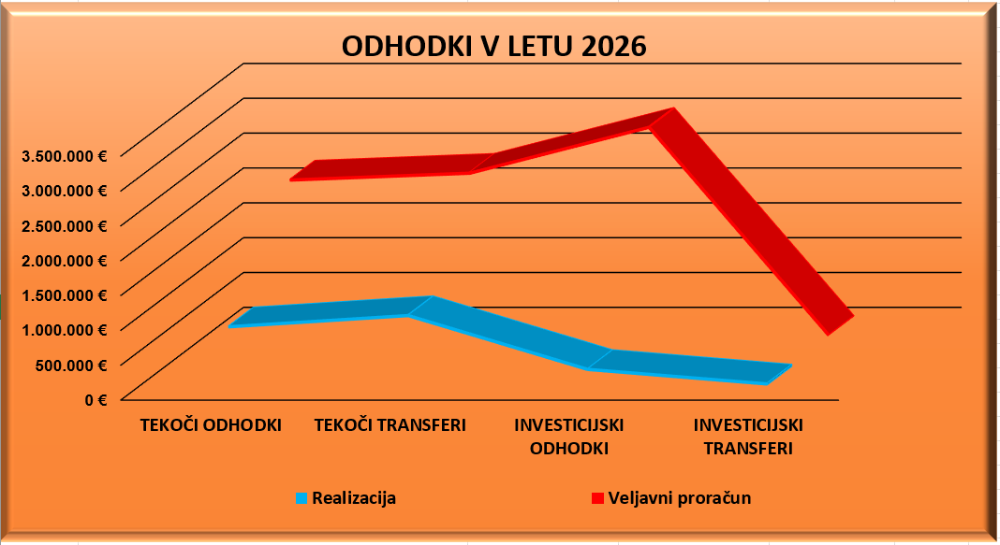 ODHODKI V LETU 2026
3.500.000 €
3.000.000 €
2.500.000 €
2.000.000 €
1.500.000 €
1.000.000 €
500.000 €
0 €
TEKOČI ODHODKI
TEKOČI TRANSFERI
INVESTICIJSKI
ODHODKI
INVESTICIJSKI
TRANSFERI
Realizacija
Veljavni proračun